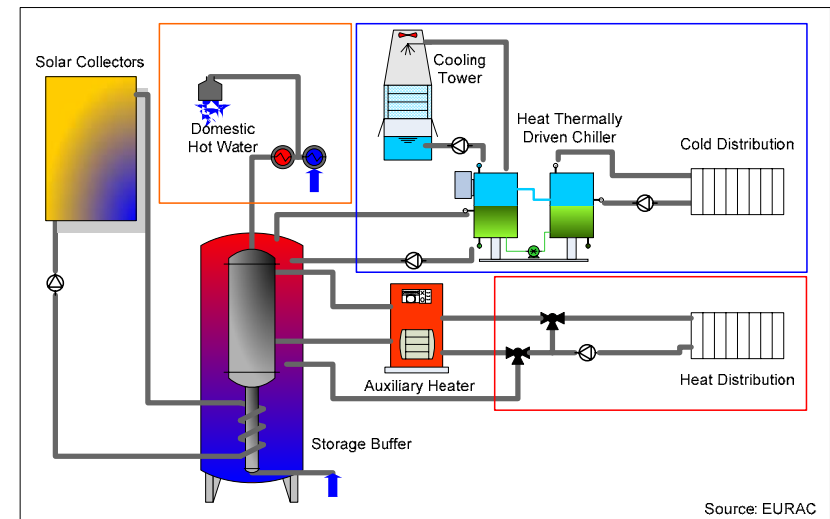 Solar Collectors
Domestic
Hot Water
Cooling
Tower
Heat Thermally
Driven Chiller
Cold Distribution
Auxiliary Heater
Heat Distribution
Storage Buffer
Source: EURAC